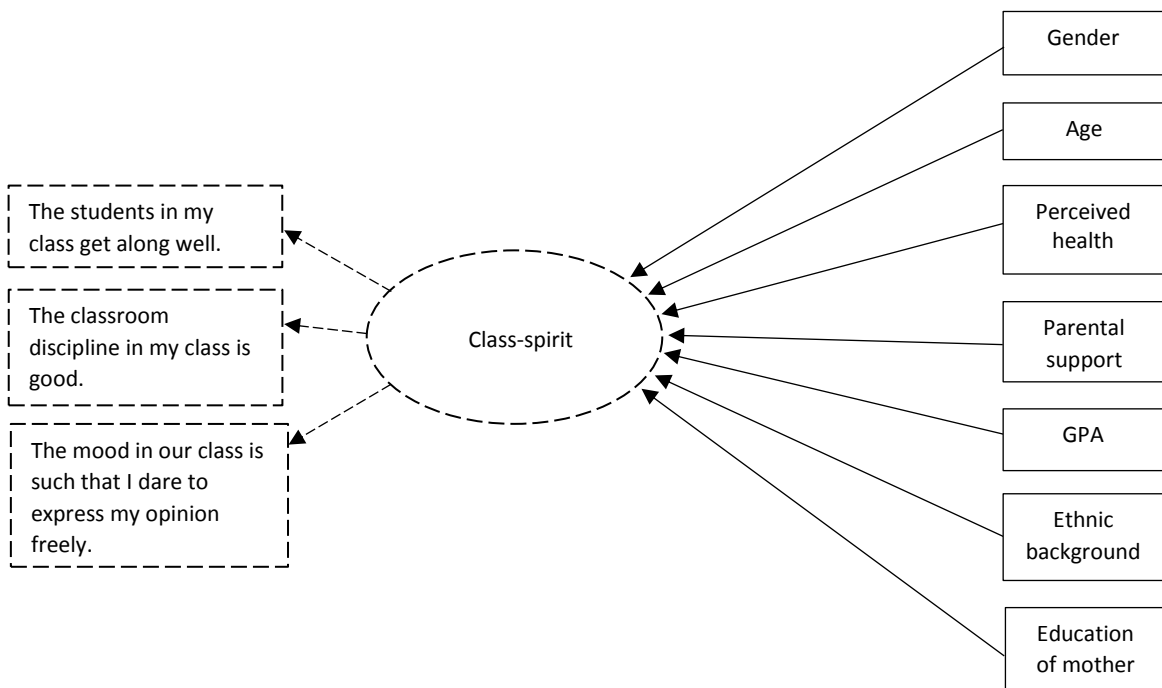 The students in my
class get along well.
The classroom
discipline in my class is
good.
The mood in our class is
such that I dare to
express my opinion
freely.
Class-spirit
Gender
Age
Perceived
health
Parental
support
GPA
Ethnic
background
Education
of mother